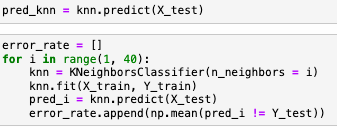 pred_knn = knn.predict(X_test)
error_rate = []
for i in range(1, 40):
    knn = KNeighborsClassifier(n_neighbors = i)
    knn.fit(X_train, Y_train)
    pred_i = knn.predict(X_test)
    error_rate.append(np.mean(pred_i != Y_test))